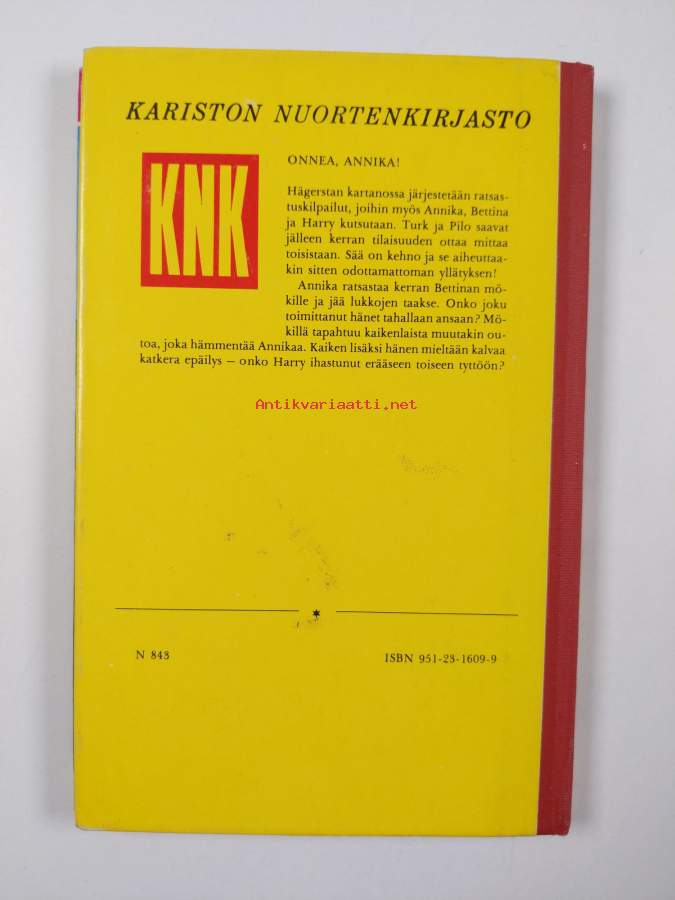 KARISTON NUORTENKIRJASTO
KNK
ONNEA, ANNIKA!
Hägerstan kartanossa järjestetään ratsas-
tuskilpailut, joihin myös Annika, Bettina
ja Harry kutsutaan. Turk ja Pilo saavat
jälleen kerran tilaisuuden ottaa mittaa
toisistaan. Sää on kehno ja se aiheuttaa-
kin sitten odottamattoman yllätyksen!
Annika ratsastaa kerran Bettinan mö-
kille ja jää lukkojen taakse. Onko joku
toimittanut hänet tahallaan ansaan? Mö-
killä tapahtuu kaikenlaista muutakin ou-
toa, joka hämmentää Annikaa. Kaiken lisäksi hänen mieltään kalvaa
katkera epäilys – onko Harry ihastunut erääseen toiseen tyttöön?
Antikvariaatti.net
N 843
ISBN 951-23-1609-9